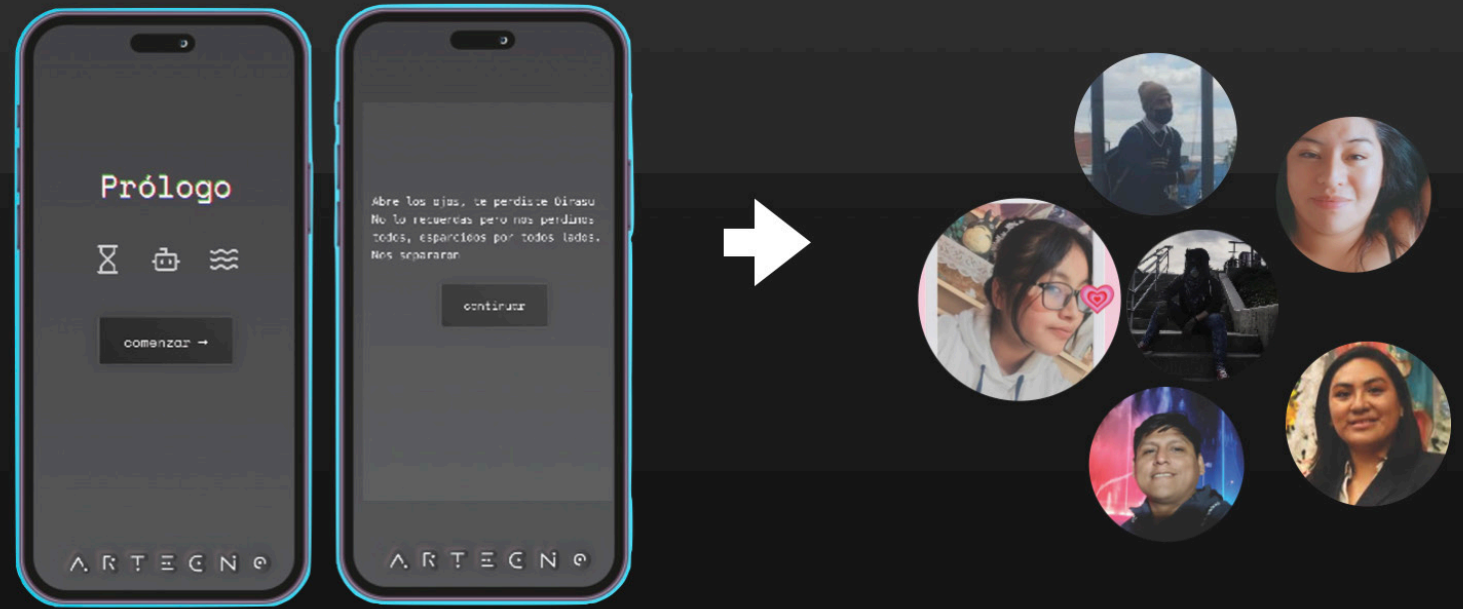 Prólogo
comenzar →
ARTECNO
Abre los ojos, te perdiste Oirasu
No lo recuerdas pero nos perdimos
todos, esparcidos por todos lados.
Nos separaron
continuar
ARTECNO